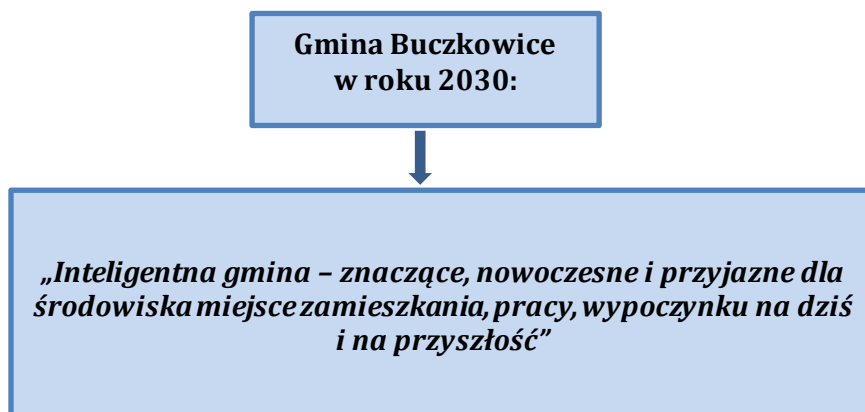 Gmina Buczkowice
w roku 2030:
„Inteligentna gmina – znaczące, nowoczesne i przyjazne dla
środowiska miejsce zamieszkania, pracy, wypoczynku na dziś
i na przyszłość”